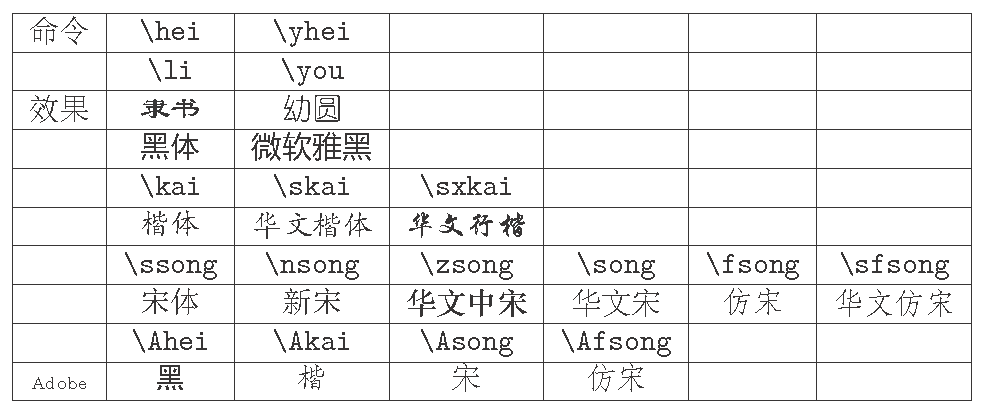 命令 \hei \yhei
\li \you
效果 隶书 幼圆
黑体 微软雅黑
\kai \skai \sxkai
楷体 华文楷体 华文行楷
\ssong \nsong \zsong \song \fsong \sfsong
宋体 新宋 华文中宋 华文宋 仿宋 华文仿宋
\Ahei \Akai \Asong \Afsong
Adobe 黑 楷 宋 仿宋